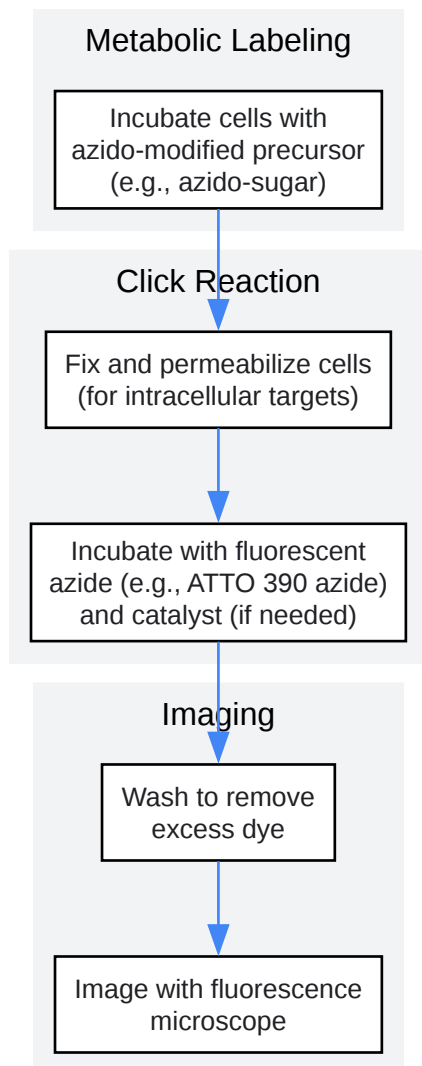 Metabolic Labeling
Incubate cells with
azido-modified precursor
(e.g., azido-sugar)
Click Reaction
Fix and permeabilize cells
(for intracellular targets)
Incubate with fluorescent
azide (e.g., ATTO 390 azide)
and catalyst (if needed)
Imaging
Wash to remove
excess dye
Image with fluorescence
microscope